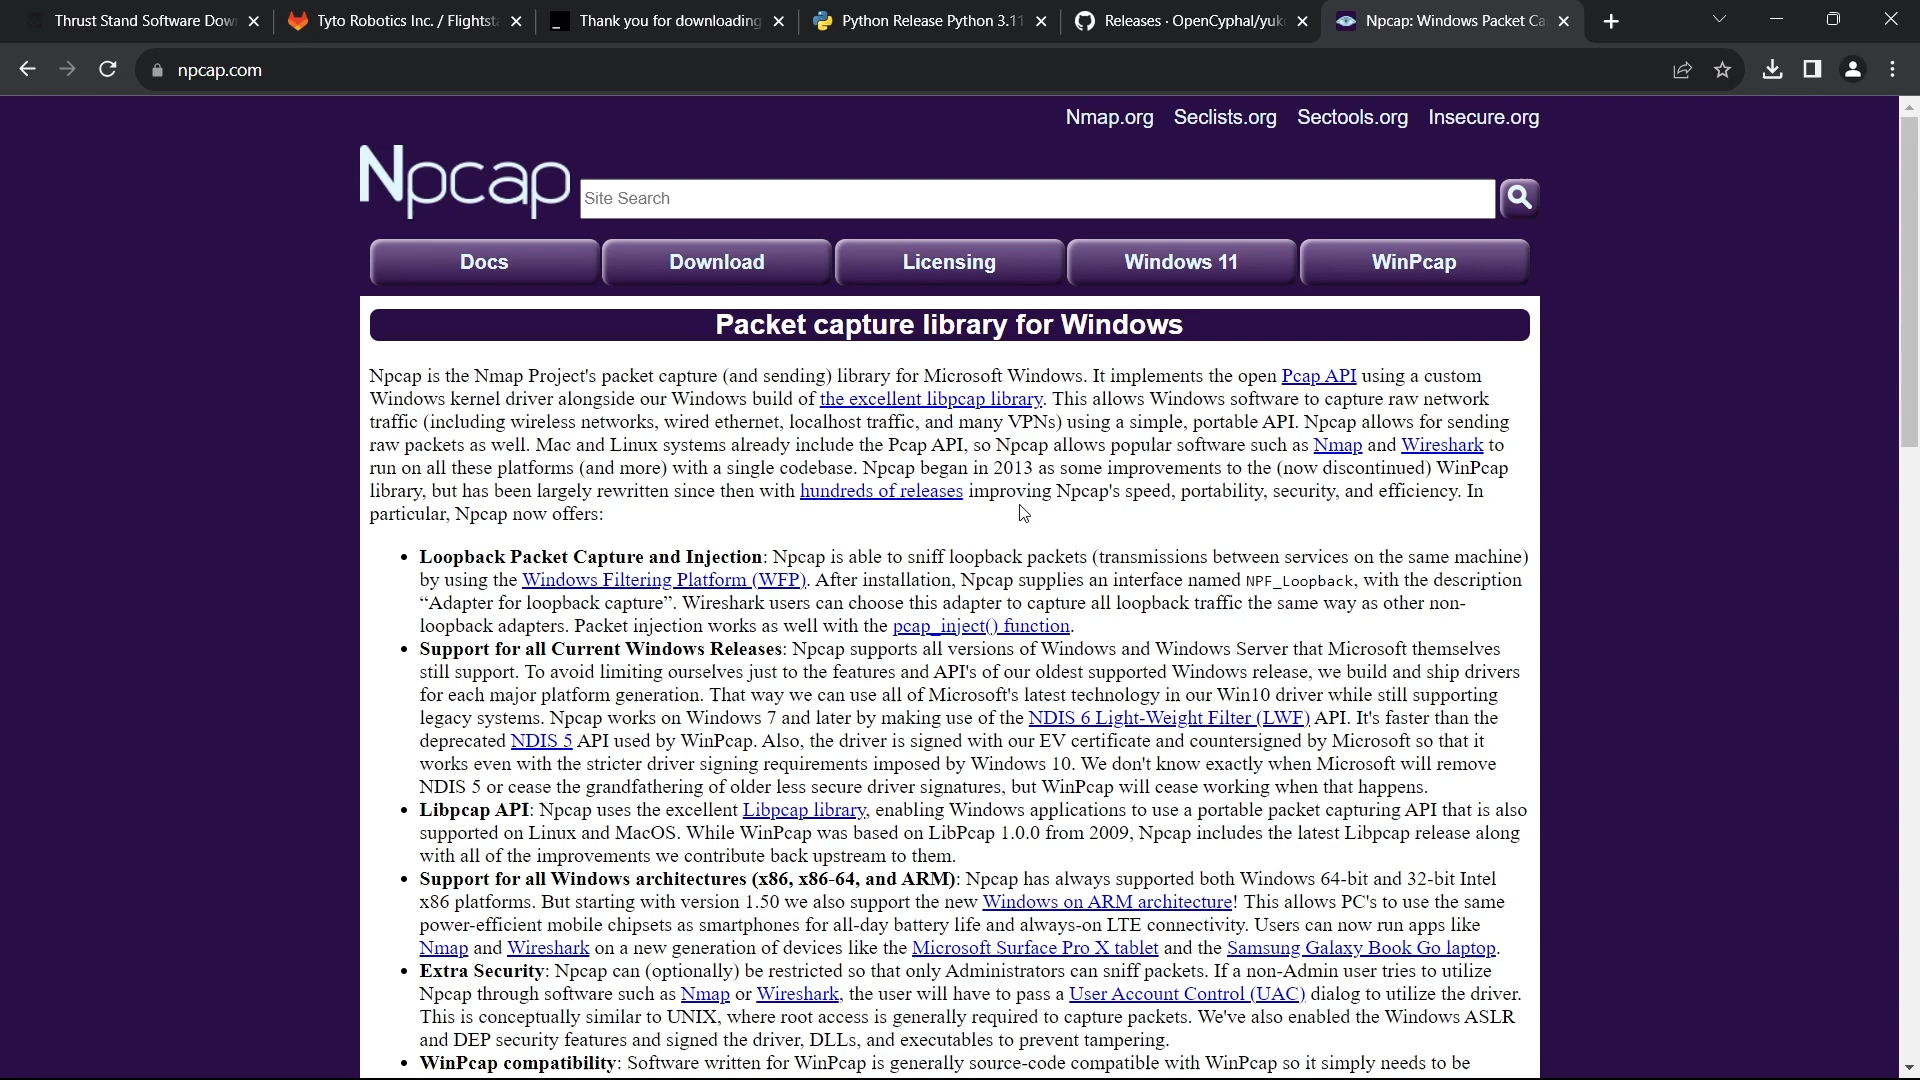 Thrust Stand Software Dow
Tyto Robotics Inc. / Flightst
Thank you for downloading
Python Release Python 3.11
Releases · OpenCyphal/yuk
Npcap: Windows Packet Ca
npcap.com
Nmap.org Seclists.org Sectools.org Insecure.org
Npcap
Site Search
Docs
Download
Licensing
Windows 11
WinPcap
Packet capture library for Windows
Npcap is the Nmap Project's packet capture (and sending) library for Microsoft Windows. It implements the open Pcap API using a custom
Windows kernel driver alongside our Windows build of the excellent libpcap library. This allows Windows software to capture raw network
traffic (including wireless networks, wired ethernet, localhost traffic, and many VPNs) using a simple, portable API. Npcap allows for sending
raw packets as well. Mac and Linux systems already include the Pcap API, so Npcap allows popular software such as Nmap and Wireshark to
run on all these platforms (and more) with a single codebase. Npcap began in 2013 as some improvements to the (now discontinued) WinPcap
library, but has been largely rewritten since then with hundreds of releases improving Npcap's speed, portability, security, and efficiency. In
particular, Npcap now offers:
• Loopback Packet Capture and Injection: Npcap is able to sniff loopback packets (transmissions between services on the same machine)
by using the Windows Filtering Platform (WFP). After installation, Npcap supplies an interface named NPF_Loopback, with the description
“Adapter for loopback capture”. Wireshark users can choose this adapter to capture all loopback traffic the same way as other non-
loopback adapters. Packet injection works as well with the pcap_inject() function.
• Support for all Current Windows Releases: Npcap supports all versions of Windows and Windows Server that Microsoft themselves
still support. To avoid limiting ourselves just to the features and API's of our oldest supported Windows release, we build and ship drivers
for each major platform generation. That way we can use all of Microsoft's latest technology in our Win10 driver while still supporting
legacy systems. Npcap works on Windows 7 and later by making use of the NDIS 6 Light-Weight Filter (LWF) API. It's faster than the
deprecated NDIS 5 API used by WinPcap. Also, the driver is signed with our EV certificate and countersigned by Microsoft so that it
works even with the stricter driver signing requirements imposed by Windows 10. We don't know exactly when Microsoft will remove
NDIS 5 or cease the grandfathering of older less secure driver signatures, but WinPcap will cease working when that happens.
• Libpcap API: Npcap uses the excellent Libpcap library, enabling Windows applications to use a portable packet capturing API that is also
supported on Linux and MacOS. While WinPcap was based on LibPcap 1.0.0 from 2009, Npcap includes the latest Libpcap release along
with all of the improvements we contribute back upstream to them.
• Support for all Windows architectures (x86, x86-64, and ARM): Npcap has always supported both Windows 64-bit and 32-bit Intel
x86 platforms. But starting with version 1.50 we also support the new Windows on ARM architecture! This allows PC's to use the same
power-efficient mobile chipsets as smartphones for all-day battery life and always-on LTE connectivity. Users can now run apps like
Nmap and Wireshark on a new generation of devices like the Microsoft Surface Pro X tablet and the Samsung Galaxy Book Go laptop.
• Extra Security: Npcap can (optionally) be restricted so that only Administrators can sniff packets. If a non-Admin user tries to utilize
Npcap through software such as Nmap or Wireshark, the user will have to pass a User Account Control (UAC) dialog to utilize the driver.
This is conceptually similar to UNIX, where root access is generally required to capture packets. We've also enabled the Windows ASLR
and DEP security features and signed the driver, DLLs, and executables to prevent tampering.
• WinPcap compatibility: Software written for WinPcap is generally source-code compatible with WinPcap so it simply needs to be